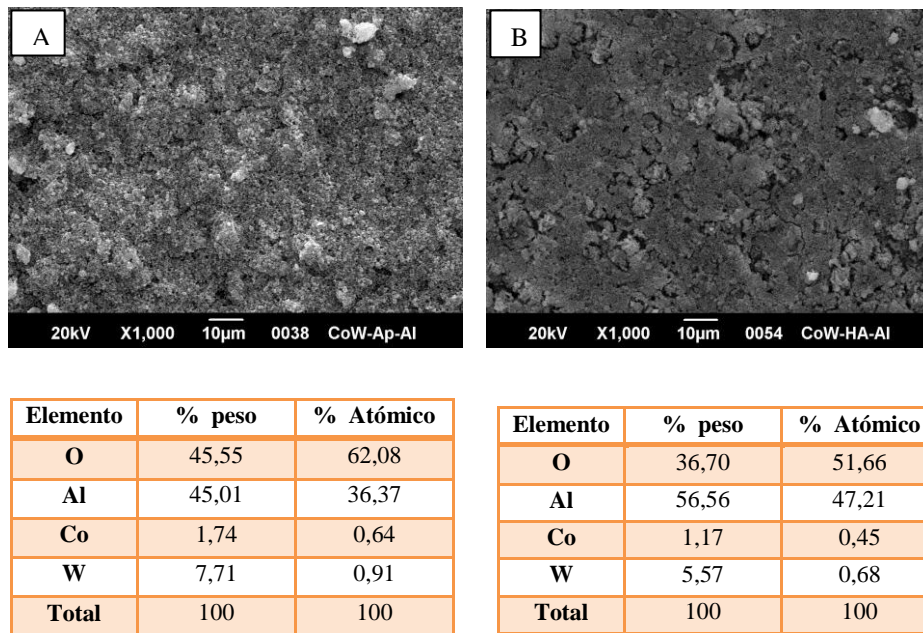 A
20kV X1,000 10µm 0038 CoW-Ap-Al
B
20kV X1,000 10µm 0054 CoW-HA-Al
Elemento % peso % Atómico
O 45,55 62,08
Al 45,01 36,37
Co 1,74 0,64
W 7,71 0,91
Total 100 100
Elemento % peso % Atómico
O 36,70 51,66
Al 56,56 47,21
Co 1,17 0,45
W 5,57 0,68
Total 100 100